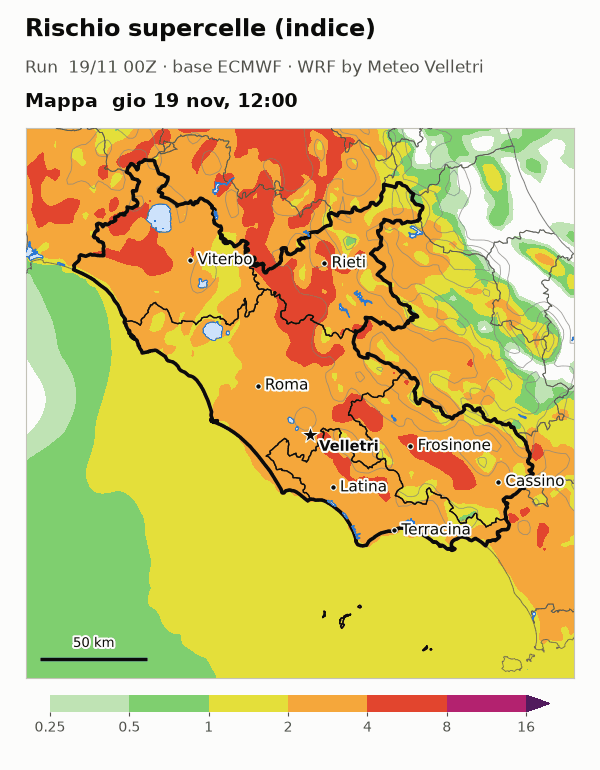 Rischio supercelle (indice)
Run  19/11 00Z · base ECMWF · WRF by Meteo Velletri
Mappa  gio 19 nov, 12:00
Viterbo
Rieti
Roma
Velletri
Frosinone
Latina
Cassino
Terracina
50 km
0.25 0.5 1 2 4 8 16